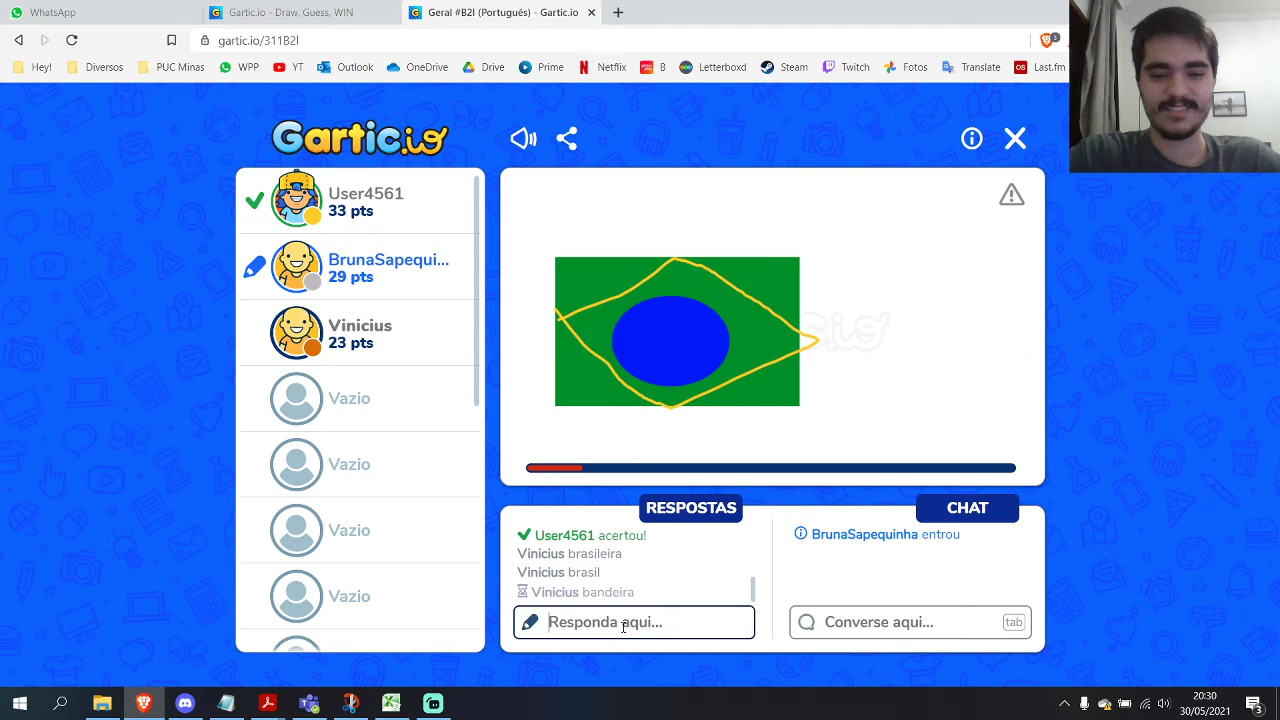 WhatsApp
Gartic.io - Draw, Guess, WIN
Geral #B2l (Português) - Gartic.io
gartic.io/311B2l
3
Hey!
Diversos
PUC Minas
WPP
YT
Outlook
OneDrive
Drive
Prime
Netflix
B
Letterboxd
Steam
Twitch
Fotos
Translate
Last.fm
Gartic.io
User4561
33 pts
BrunaSapequi...
29 pts
Vinicius
23 pts
Vazio
Vazio
Vazio
Vazio
RESPOSTAS
User4561 acertou!
Vinicius brasileira
Vinicius brasil
Vinicius bandeira
Responda aqui...
CHAT
BrunaSapequinha entrou
Converse aqui...
tab
20:30
30/05/2021